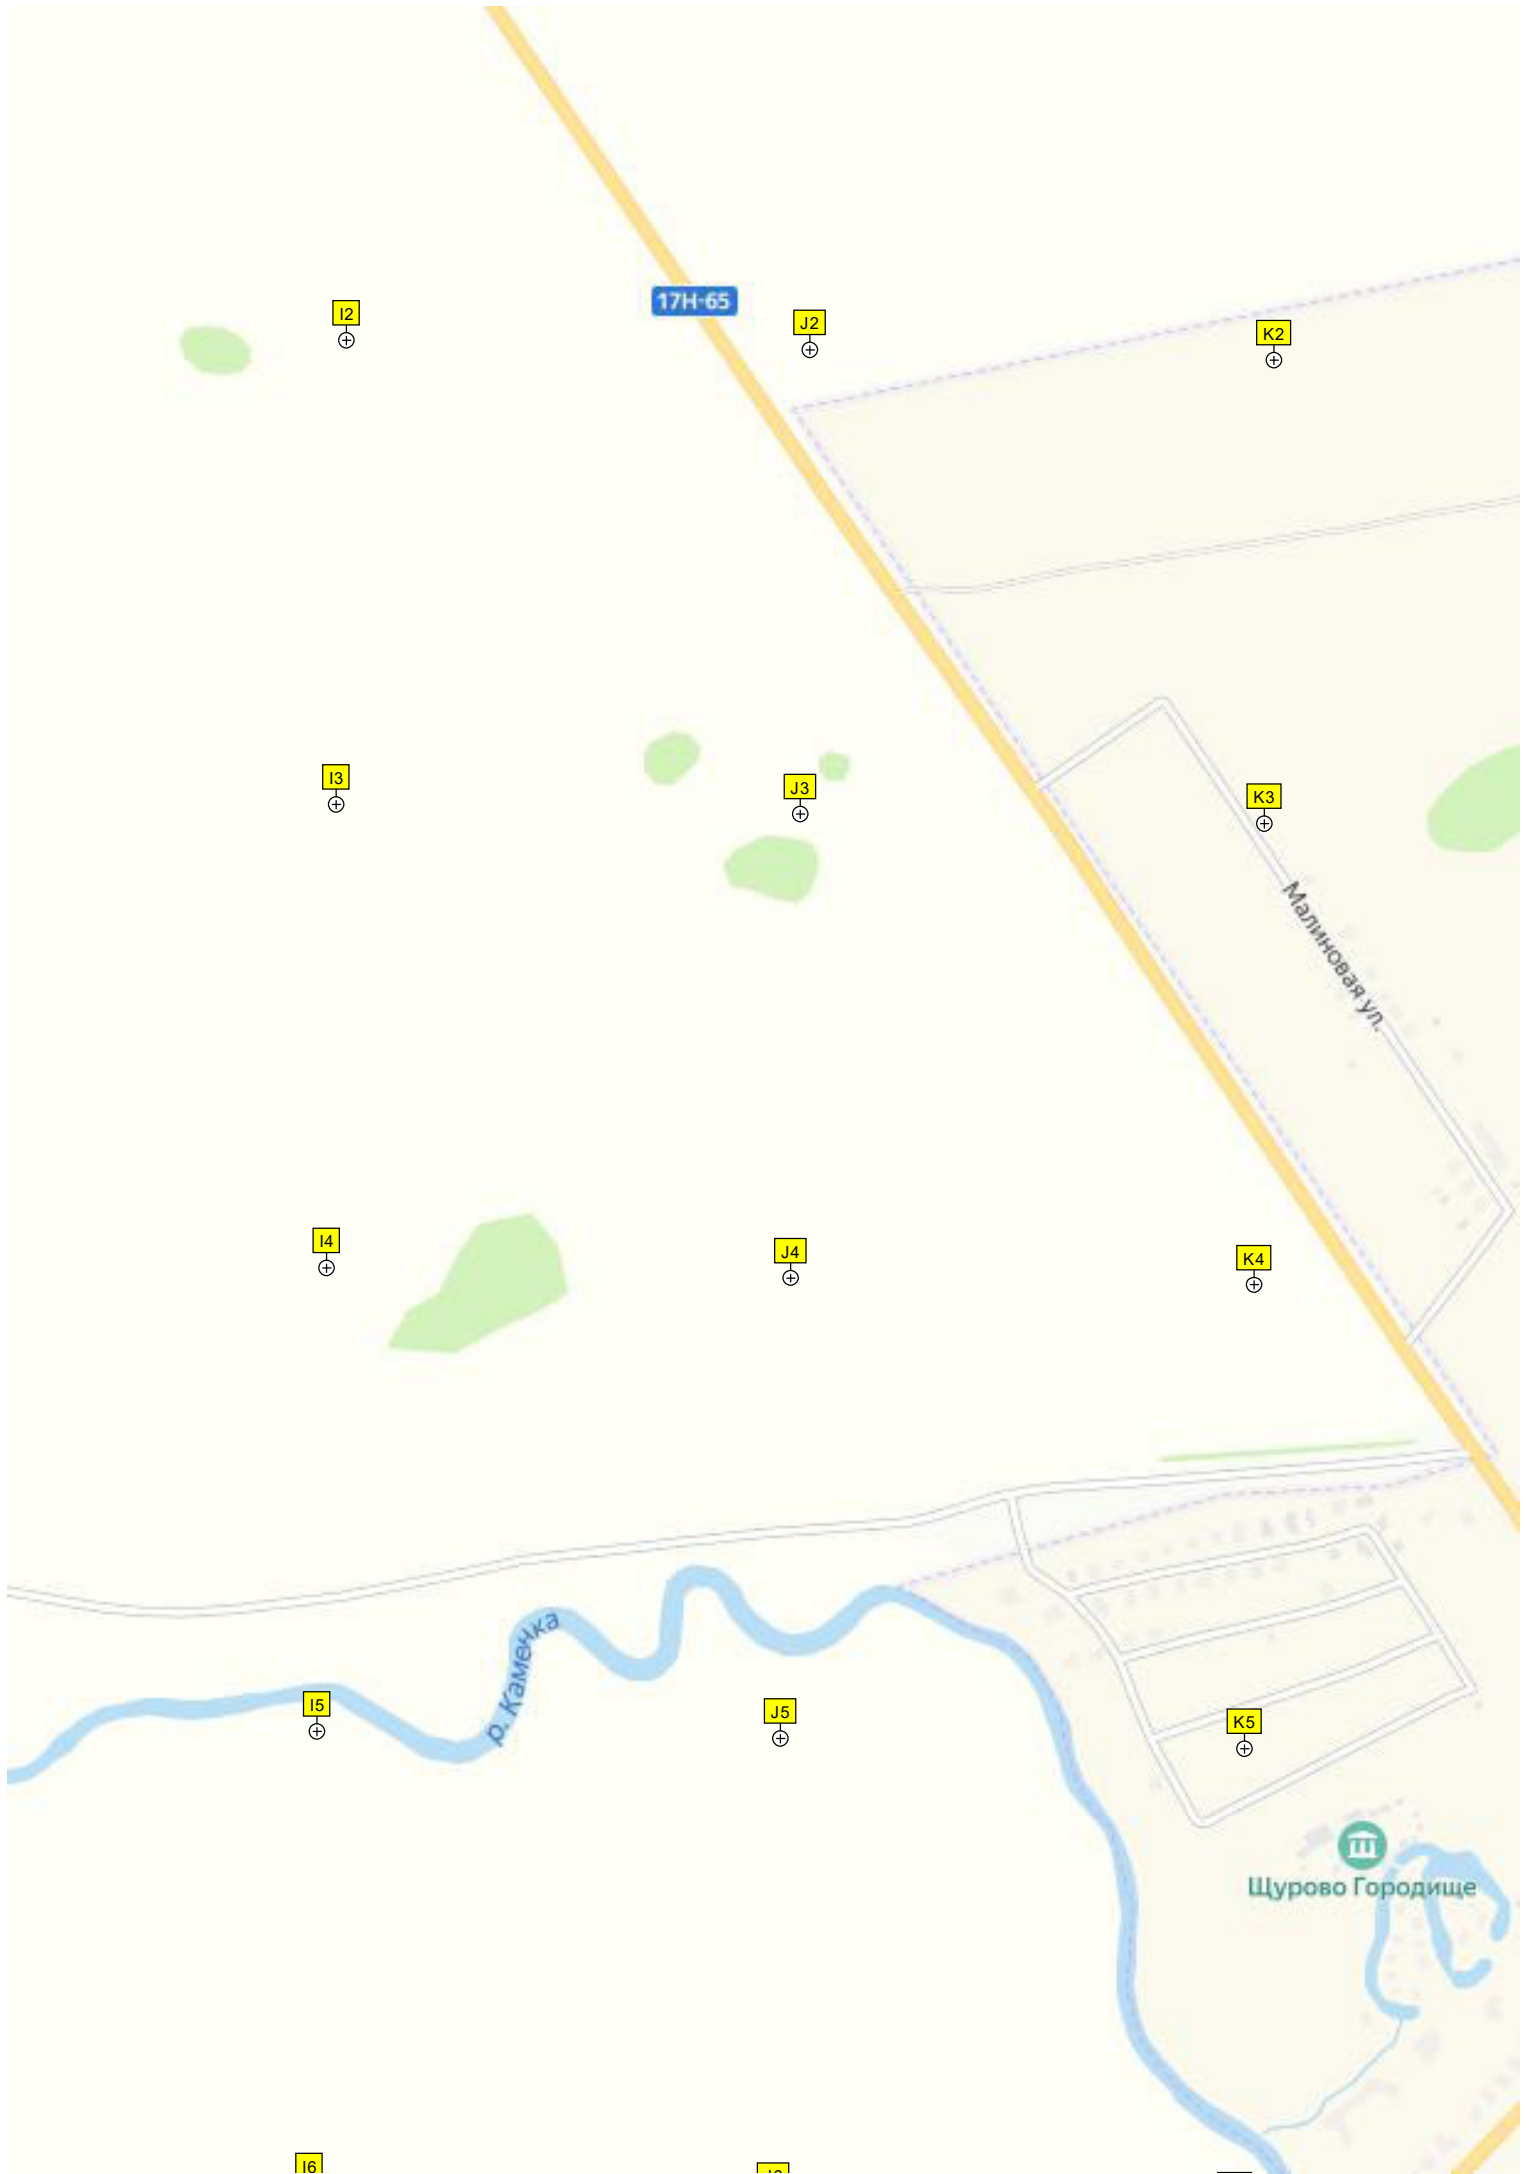 17Н-65
I2
J2
K2
I3
J3
K3
Малиновая ул.
I4
J4
K4
р. Каменка
I5
J5
K5
Щурово Городище
I6